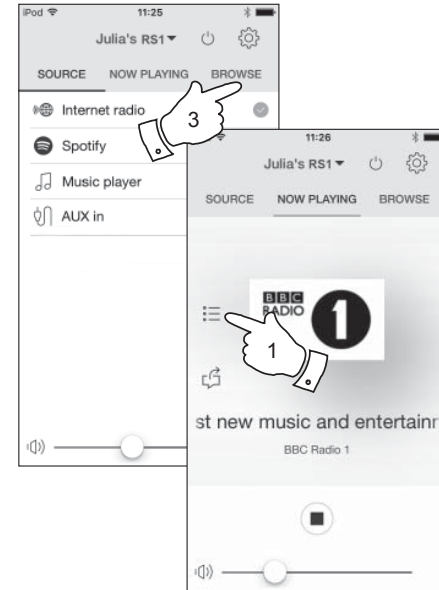 iPod 11:25
Julia's RS1
SOURCE NOW PLAYING BROWSE
Internet radio
3
Spotify
Music player
AUX in
11:26
Julia's RS1
SOURCE NOW PLAYING BROWSE
BBC
RADIO 1
1
st new music and entertainr
BBC Radio 1